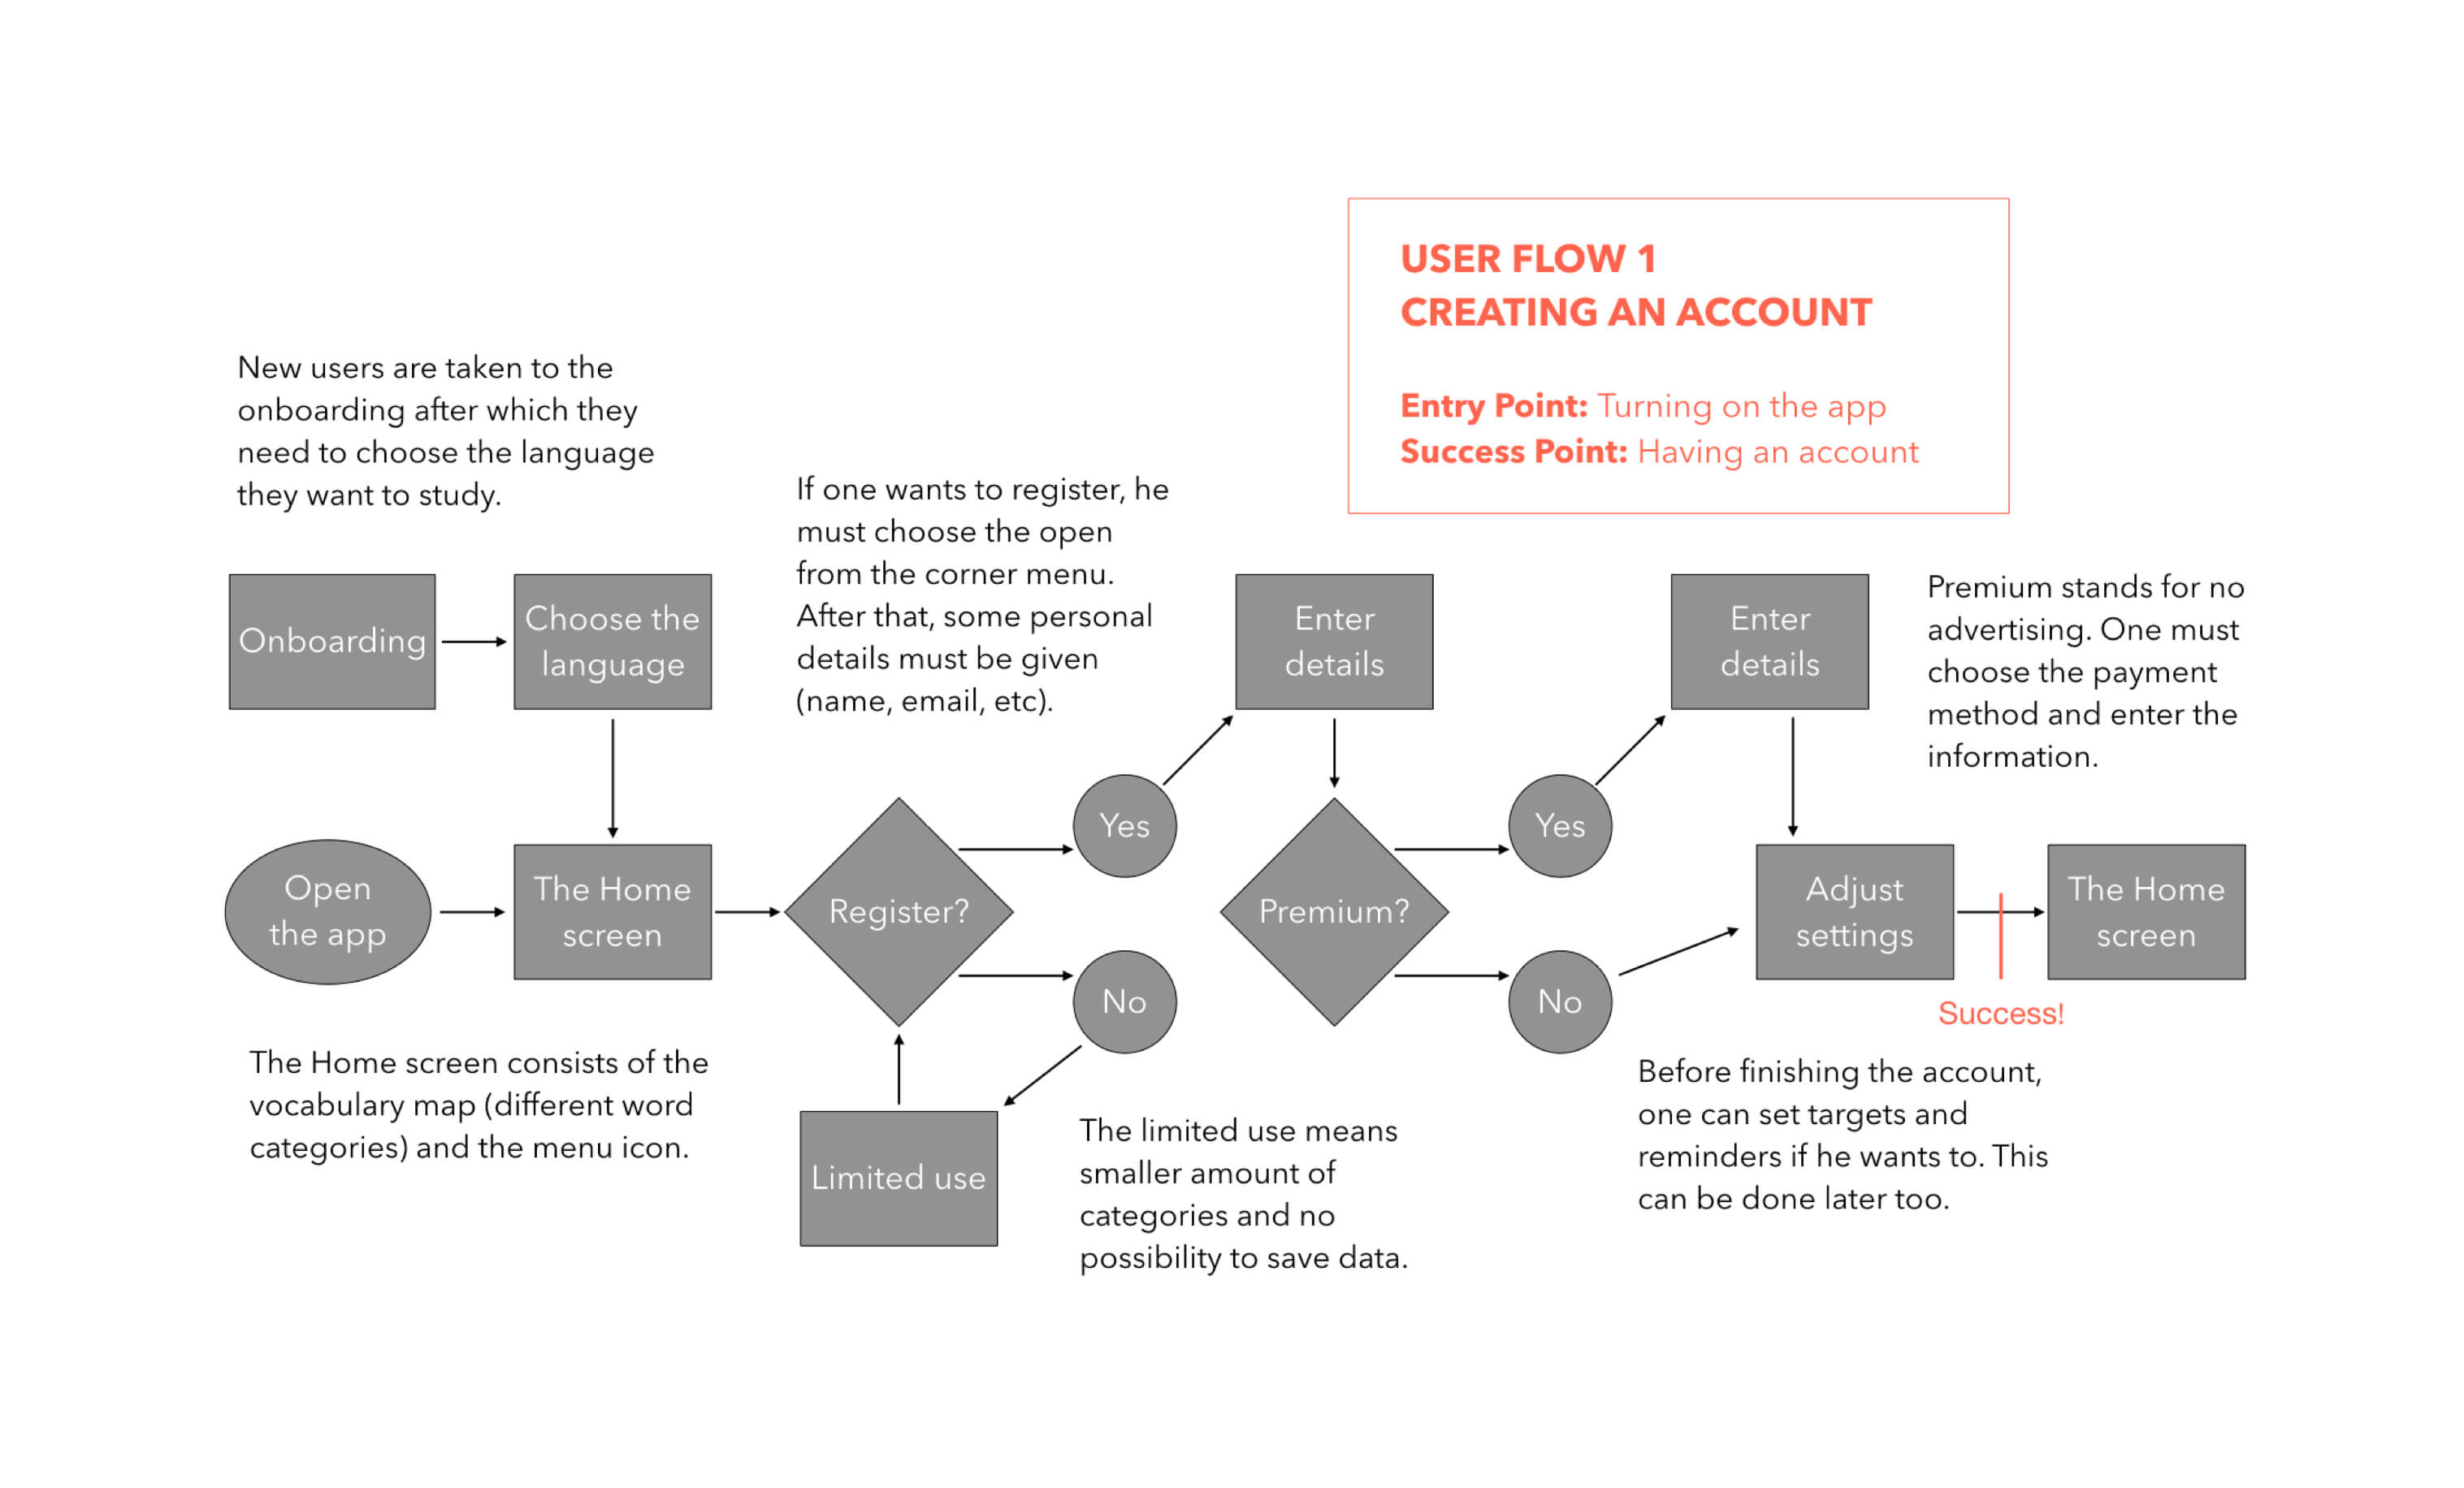 USER FLOW 1
CREATING AN ACCOUNT
Entry Point: Turning on the app
Success Point: Having an account
New users are taken to the
onboarding after which they
need to choose the language
they want to study.
If one wants to register, he
must choose the open
from the corner menu.
After that, some personal
details must be given
(name, email, etc).
Onboarding
Choose the
language
Enter
details
Enter
details
Premium stands for no
advertising. One must
choose the payment
method and enter the
information.
Open
the app
The Home
screen
Register?
Yes
No
Premium?
Yes
No
Adjust
settings
The Home
screen
Success!
The Home screen consists of the
vocabulary map (different word
categories) and the menu icon.
Limited use
The limited use means
smaller amount of
categories and no
possibility to save data.
Before finishing the account,
one can set targets and
reminders if he wants to. This
can be done later too.